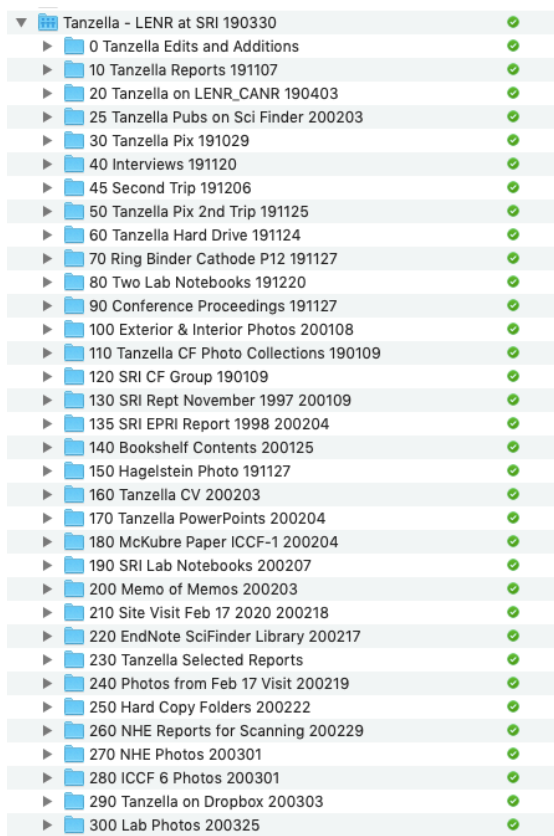 Tanzella - LENR at SRI 190330
0 Tanzella Edits and Additions
10 Tanzella Reports 191107
20 Tanzella on LENR_CANR 190403
25 Tanzella Pubs on Sci Finder 200203
30 Tanzella Pix 191029
40 Interviews 191120
45 Second Trip 191206
50 Tanzella Pix 2nd Trip 191125
60 Tanzella Hard Drive 191124
70 Ring Binder Cathode P12 191127
80 Two Lab Notebooks 191220
90 Conference Proceedings 191127
100 Exterior & Interior Photos 200108
110 Tanzella CF Photo Collections 190109
120 SRI CF Group 190109
130 SRI Rept November 1997 200109
135 SRI EPRI Report 1998 200204
140 Bookshelf Contents 200125
150 Hagelstein Photo 191127
160 Tanzella CV 200203
170 Tanzella PowerPoints 200204
180 McKubre Paper ICCF-1 200204
190 SRI Lab Notebooks 200207
200 Memo of Memos 200203
210 Site Visit Feb 17 2020 200218
220 EndNote SciFinder Library 200217
230 Tanzella Selected Reports
240 Photos from Feb 17 Visit 200219
250 Hard Copy Folders 200222
260 NHE Reports for Scanning 200229
270 NHE Photos 200301
280 ICCF 6 Photos 200301
290 Tanzella on Dropbox 200303
300 Lab Photos 200325